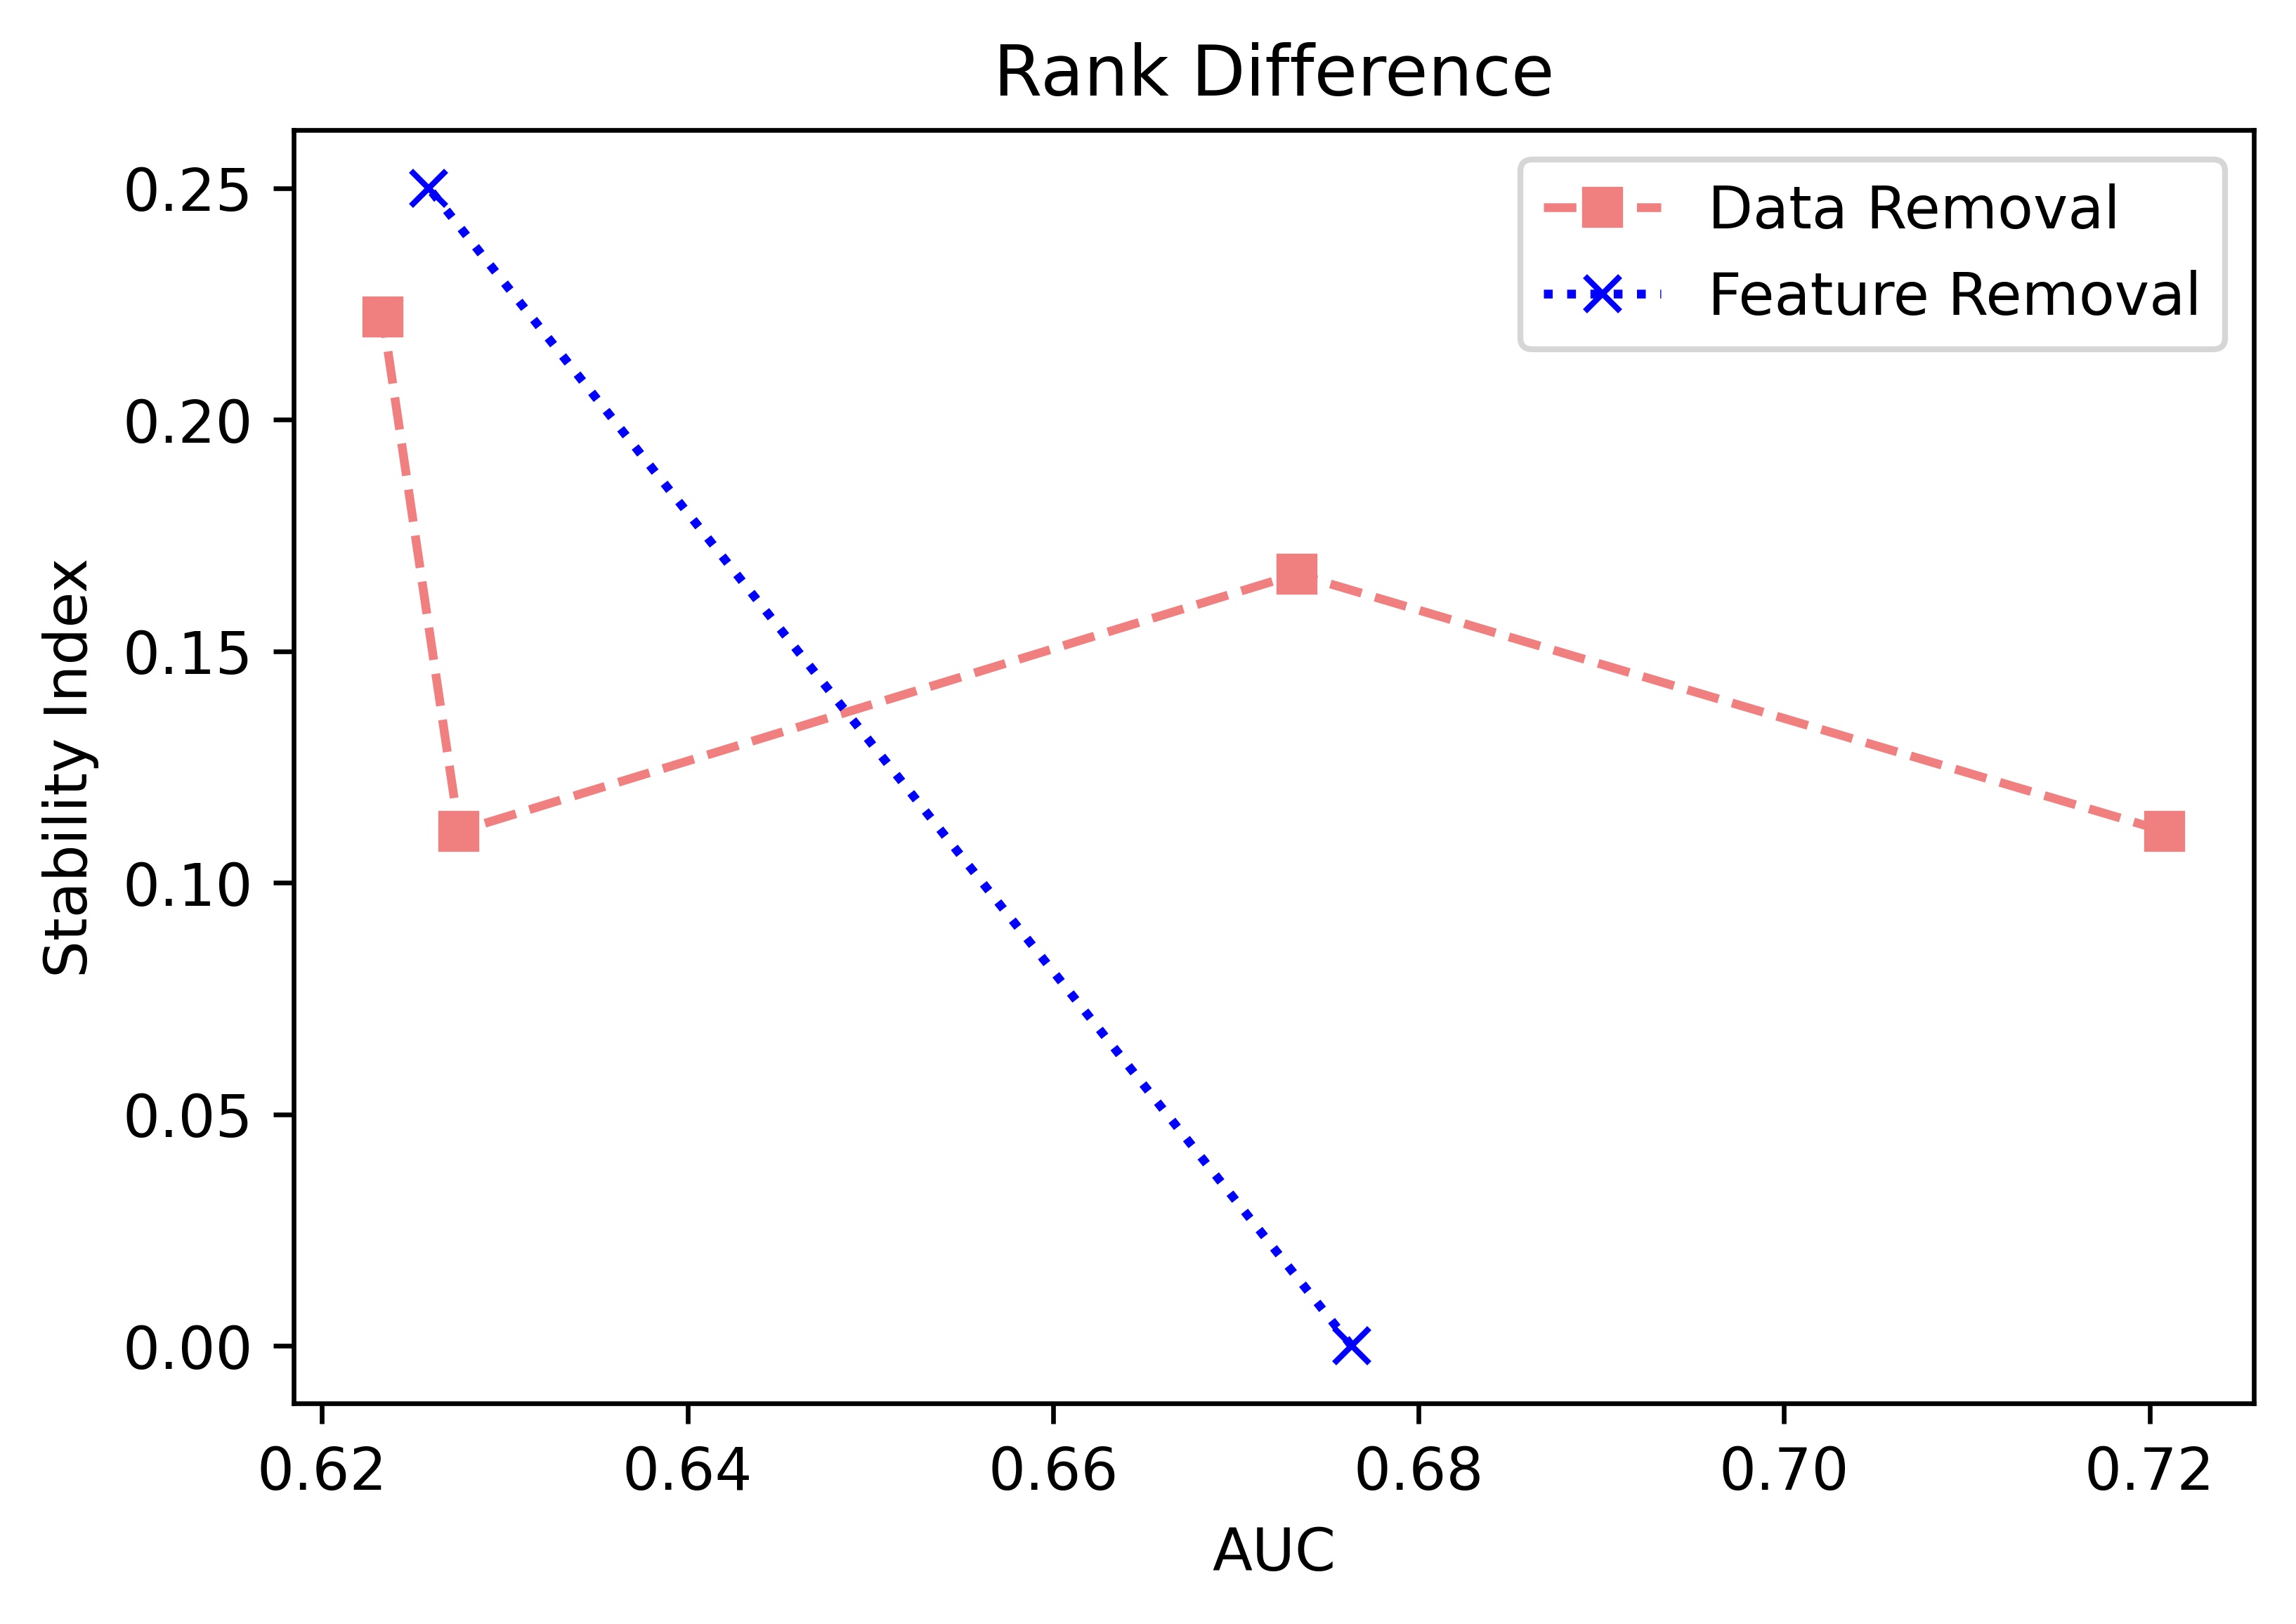 Rank Difference
Data Removal
Feature Removal
0.25
0.20
0.15
0.10
0.05
0.00
Stability Index
0.62 0.64 0.66 0.68 0.70 0.72
AUC